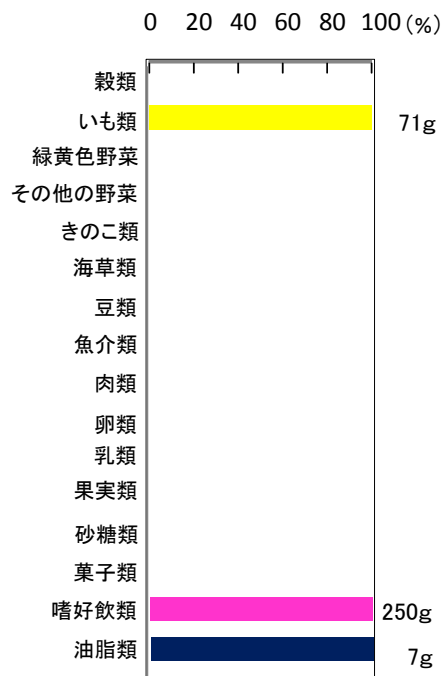 0 20 40 60 80 100 (%)
穀類
いも類 71g
緑黄色野菜
その他の野菜
きのこ類
海草類
豆類
魚介類
肉類
卵類
乳類
果実類
砂糖類
菓子類
嗜好飲類 250g
油脂類 7g